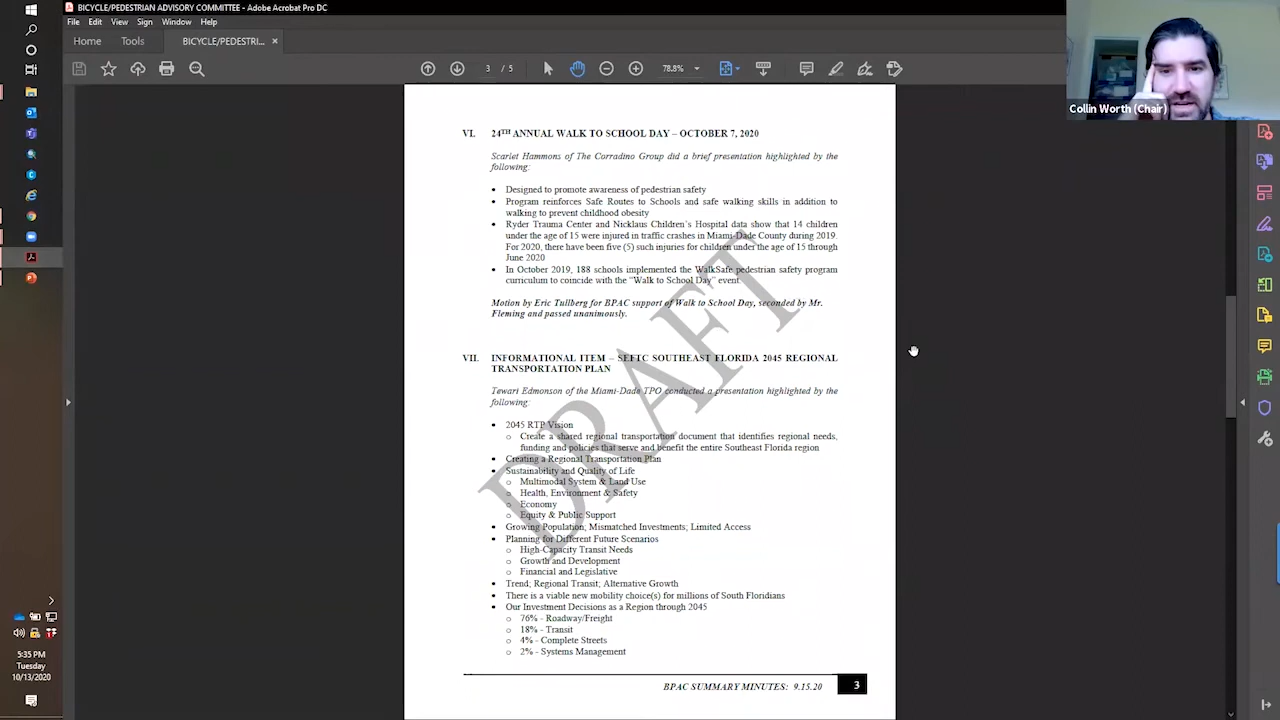 BICYCLE/PEDESTRIAN ADVISORY COMMITTEE - Adobe Acrobat Pro DC
File Edit View Sign Window Help
Home Tools BICYCLE/PEDESTRI... ×
3 / 5 78.8%
Collin Worth (Chair)
VI. 24TH ANNUAL WALK TO SCHOOL DAY – OCTOBER 7, 2020
Scarlet Hammons of The Corradino Group did a brief presentation highlighted by the
following:
• Designed to promote awareness of pedestrian safety
• Program reinforces Safe Routes to Schools and safe walking skills in addition to
walking to prevent childhood obesity
• Ryder Trauma Center and Nicklaus Children's Hospital data show that 14 children
under the age of 15 were injured in traffic crashes in Miami-Dade County during 2019.
For 2020, there have been five (5) such injuries for children under the age of 15 through
June 2020
• In October 2019, 188 schools implemented the WalkSafe pedestrian safety program
curriculum to coincide with the "Walk to School Day" event.
Motion by Eric Tullberg for BPAC support of Walk to School Day, seconded by Mr.
Fleming and passed unanimously.
VII. INFORMATIONAL ITEM – SEFTC SOUTHEAST FLORIDA 2045 REGIONAL
TRANSPORTATION PLAN
Tewari Edmonson of the Miami-Dade TPO conducted a presentation highlighted by the
following:
• 2045 RTP Vision
o Create a shared regional transportation document that identifies regional needs,
funding and policies that serve and benefit the entire Southeast Florida region
• Creating a Regional Transportation Plan
• Sustainability and Quality of Life
o Multimodal System & Land Use
o Health, Environment & Safety
o Economy
o Equity & Public Support
• Growing Population; Mismatched Investments; Limited Access
• Planning for Different Future Scenarios
o High-Capacity Transit Needs
o Growth and Development
o Financial and Legislative
• Trend; Regional Transit; Alternative Growth
• There is a viable new mobility choice(s) for millions of South Floridians
• Our Investment Decisions as a Region through 2045
o 76% - Roadway/Freight
o 18% - Transit
o 4% - Complete Streets
o 2% - Systems Management
DRAFT
BPAC SUMMARY MINUTES: 9.15.20 3
5:35 PM
Tuesday
10/13/2020